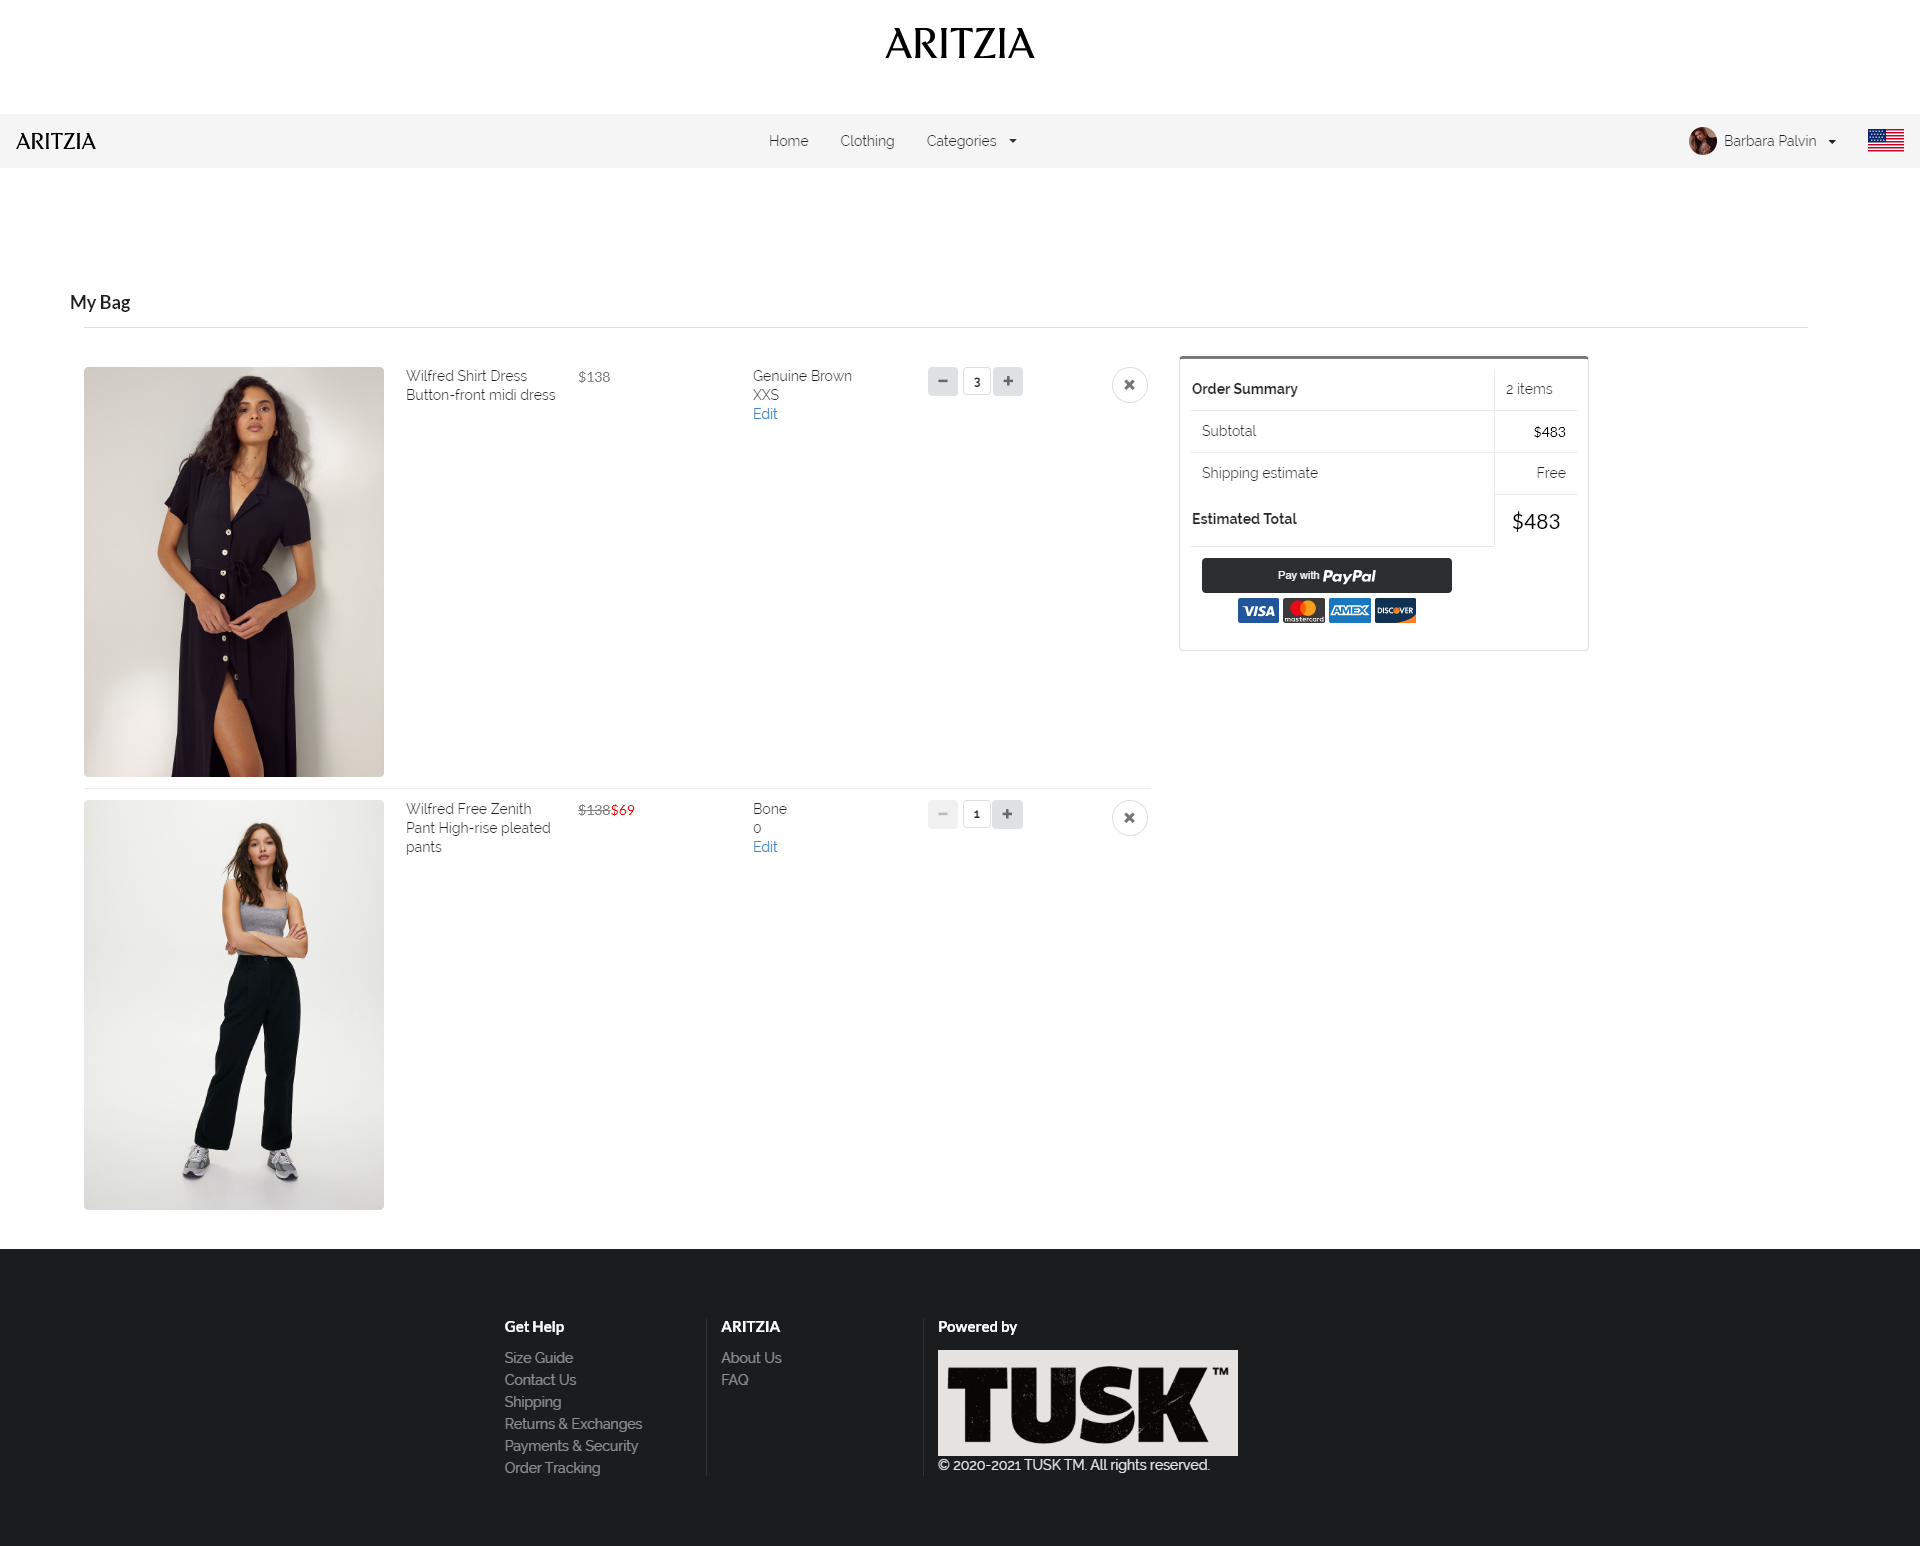 ARITZIA
ARITZIA
Home
Clothing
Categories
Barbara Palvin
My Bag
Wilfred Shirt Dress
Button-front midi dress
$138
Genuine Brown
XXS
Edit
3
Wilfred Free Zenith
Pant High-rise pleated
pants
$138$69
Bone
0
Edit
1
Order Summary
2 items
Subtotal
$483
Shipping estimate
Free
Estimated Total
$483
Pay with PayPal
VISA
mastercard
AMEX
DISCOVER
Get Help
Size Guide
Contact Us
Shipping
Returns & Exchanges
Payments & Security
Order Tracking
ARITZIA
About Us
FAQ
Powered by
TUSK™
© 2020-2021 TUSK TM. All rights reserved.